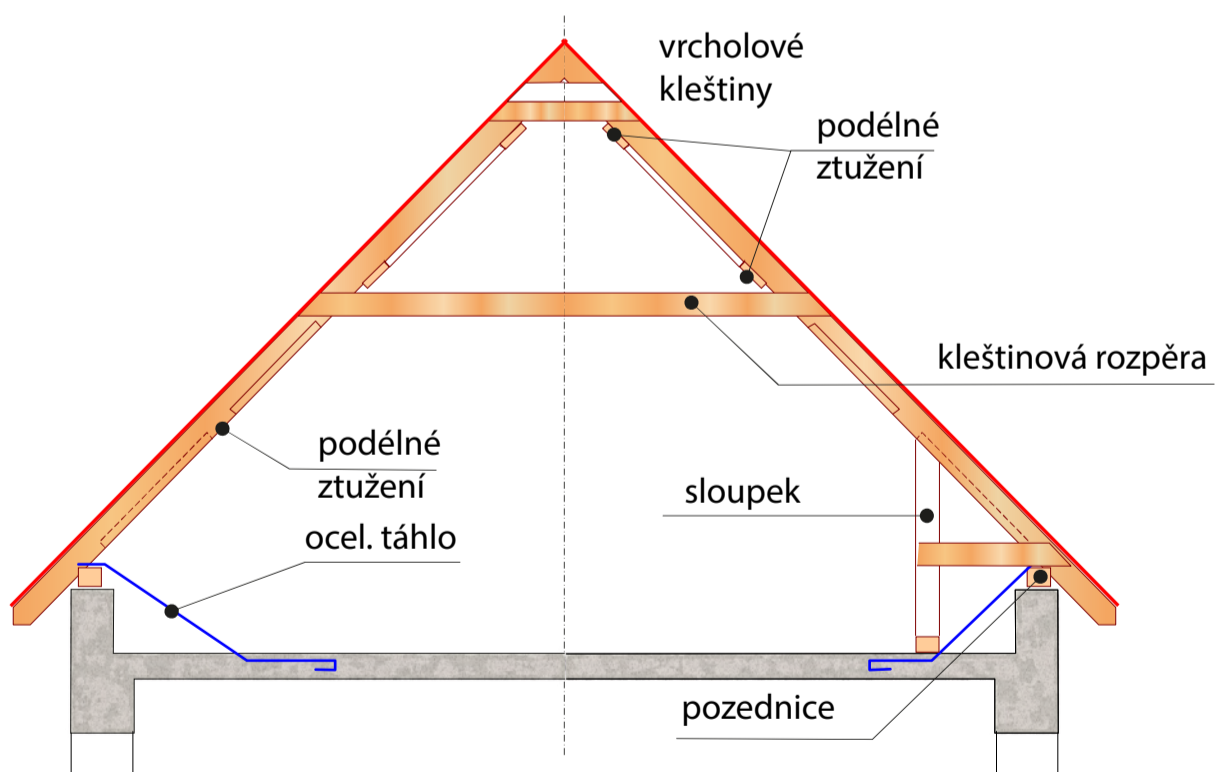 vrcholové
kleštiny
podélné
ztužení
kleštinová rozpěra
podélné
ztužení
sloupek
ocel. táhlo
pozednice